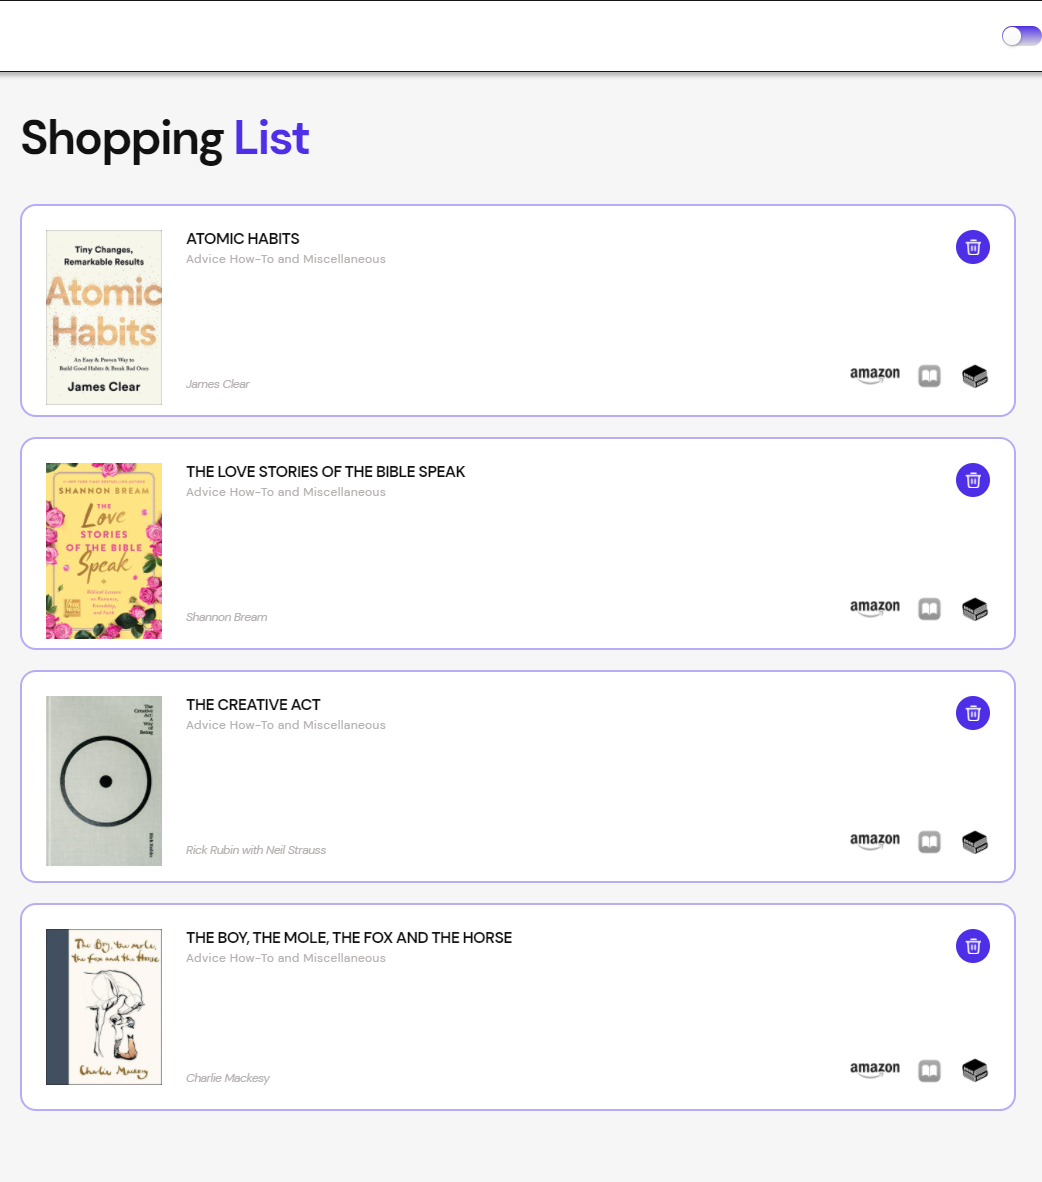 Shopping List
Tiny Changes,
Remarkable Results
Atomic
Habits
An Easy & Proven Way to
Build Good Habits & Break Bad Ones
James Clear
ATOMIC HABITS
Advice How-To and Miscellaneous
James Clear
amazon
SHANNON BREAM
THE
Love
STORIES
OF THE BIBLE
Speak
Biblical Lessons
on Romance,
Friendship,
and Faith
THE LOVE STORIES OF THE BIBLE SPEAK
Advice How-To and Miscellaneous
Shannon Bream
amazon
The
Creative
Act: A
Way
of
Being
Rick Rubin
THE CREATIVE ACT
Advice How-To and Miscellaneous
Rick Rubin with Neil Strauss
amazon
The Boy, the mole,
the fox and the Horse
Charlie Mackesy
THE BOY, THE MOLE, THE FOX AND THE HORSE
Advice How-To and Miscellaneous
Charlie Mackesy
amazon